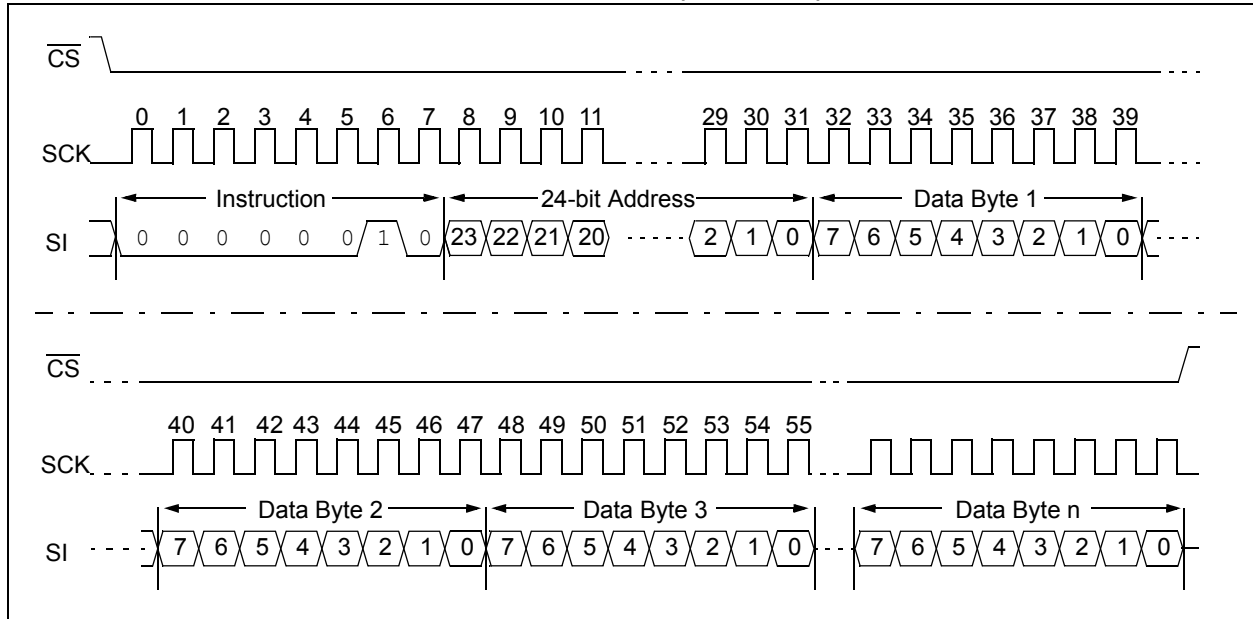 CS
0 1 2 3 4 5 6 7 8 9 10 11 29 30 31 32 33 34 35 36 37 38 39
SCK
Instruction 24-bit Address Data Byte 1
SI 0 0 0 0 0 0 1 0 23 22 21 20 2 1 0 7 6 5 4 3 2 1 0
CS
40 41 42 43 44 45 46 47 48 49 50 51 52 53 54 55
SCK
Data Byte 2 Data Byte 3 Data Byte n
SI 7 6 5 4 3 2 1 0 7 6 5 4 3 2 1 0 7 6 5 4 3 2 1 0